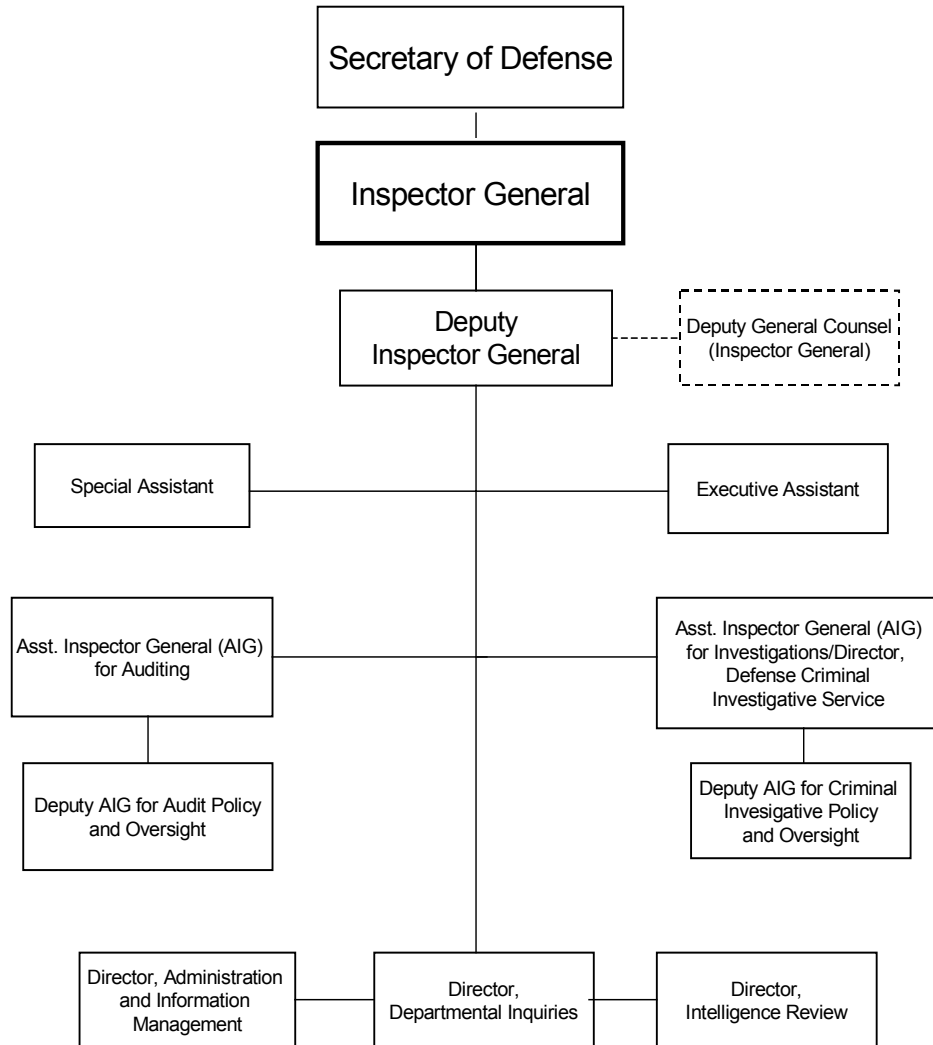 Secretary of Defense
Inspector General
Deputy
Inspector General
Deputy General Counsel
(Inspector General)
Special Assistant
Executive Assistant
Asst. Inspector General (AIG)
for Auditing
Asst. Inspector General (AIG)
for Investigations/Director,
Defense Criminal
Investigative Service
Deputy AIG for Audit Policy
and Oversight
Deputy AIG for Criminal
Invesigative Policy
and Oversight
Director, Administration
and Information
Management
Director,
Departmental Inquiries
Director,
Intelligence Review